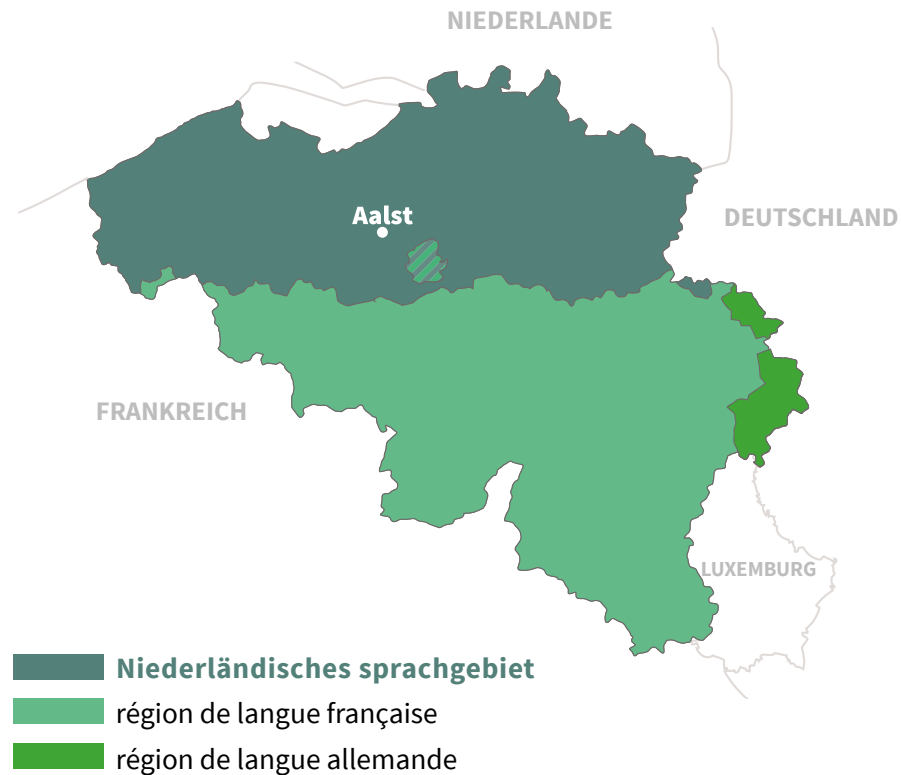 NIEDERLANDE
Aalst
DEUTSCHLAND
FRANKREICH
LUXEMBURG
Niederländisches sprachgebiet
région de langue française
région de langue allemande